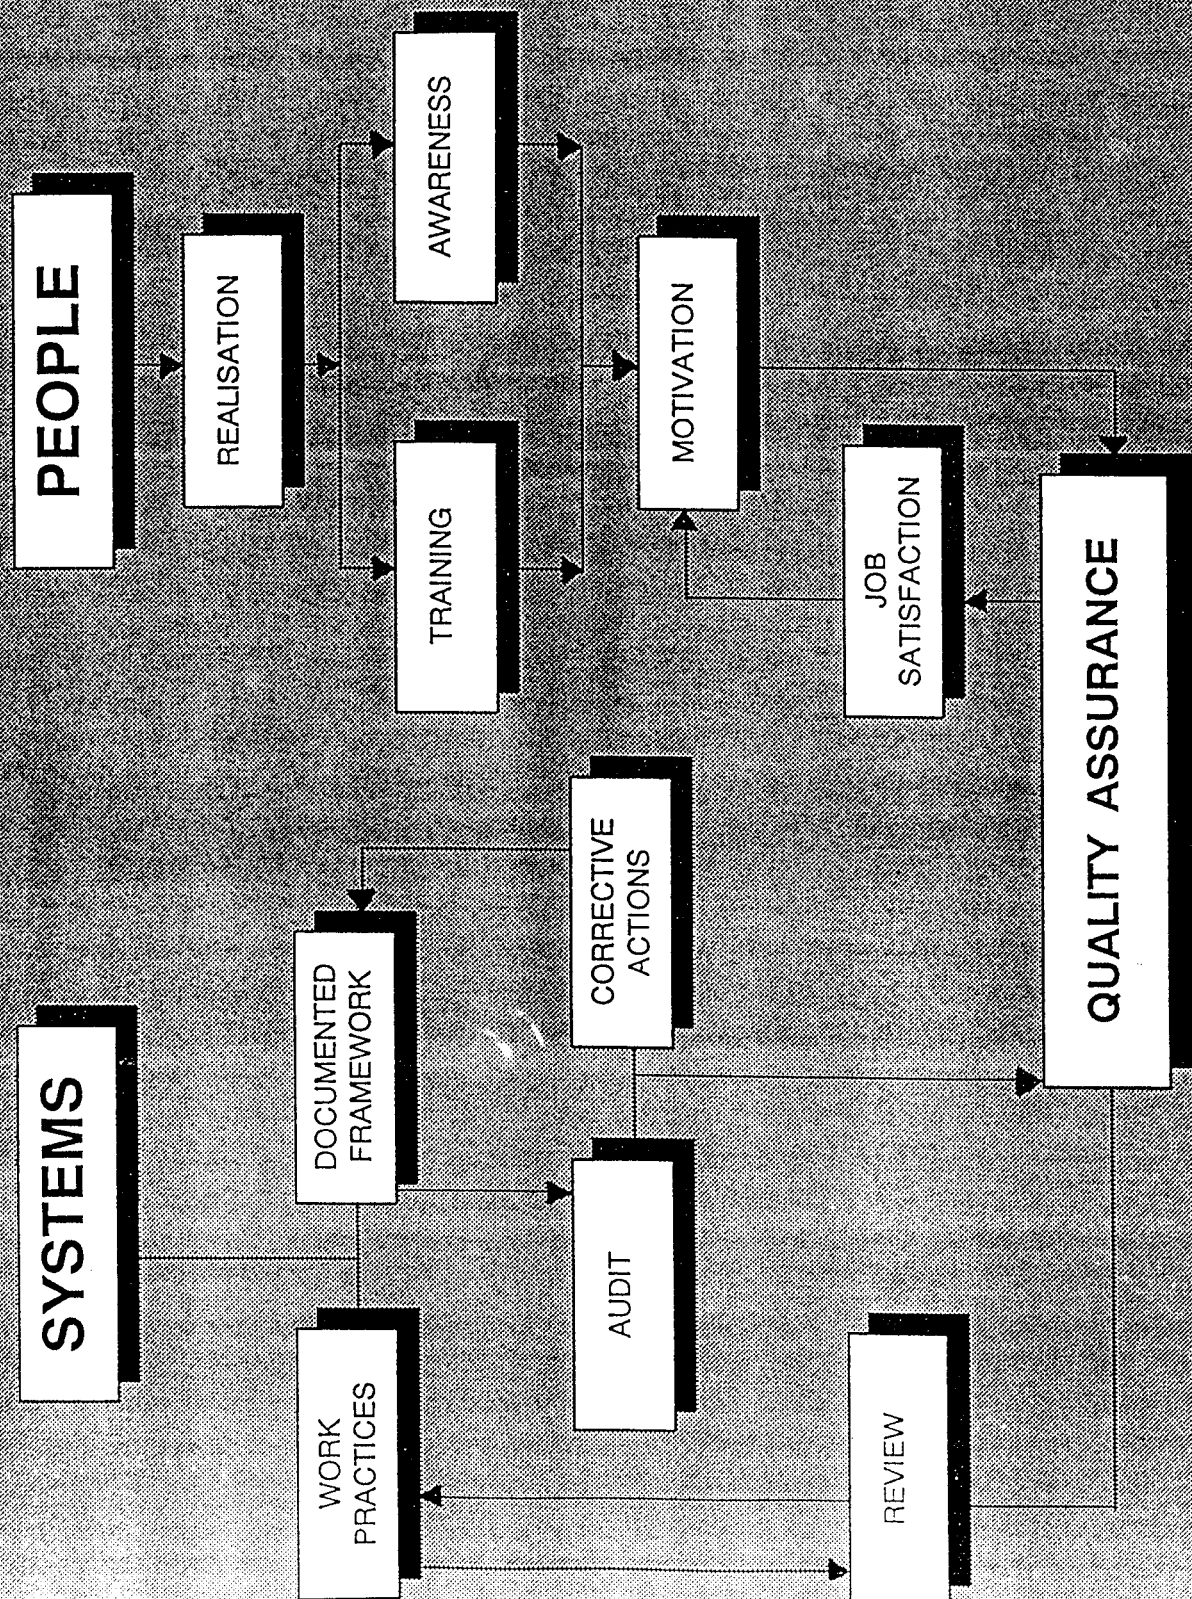 SYSTEMS
PEOPLE
REALISATION
WORK
PRACTICES
DOCUMENTED
FRAMEWORK
TRAINING
AWARENESS
AUDIT
CORRECTIVE
ACTIONS
MOTIVATION
REVIEW
JOB
SATISFACTION
QUALITY ASSURANCE